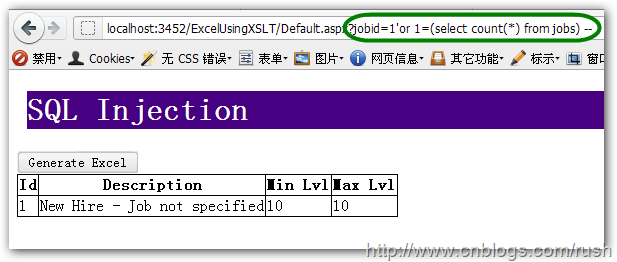 localhost:3452/ExcelUsingXSLT/Default.aspx?jobid=1'or 1=(select count(*) from jobs) --
禁用 Cookies 无 CSS 错误 表单 图片 网页信息 其它功能 标示 窗口
SQL Injection
Generate Excel
Id Description Min Lvl Max Lvl
1 New Hire - Job not specified 10 10
http://www.cnblogs.com/rush